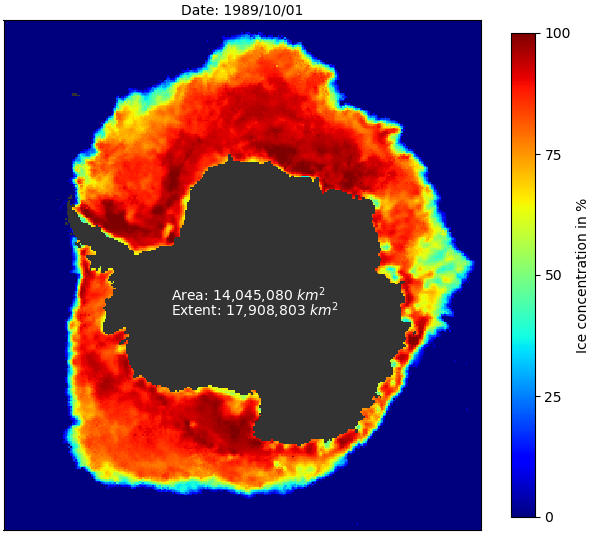 Date: 1989/10/01
Area: 14,045,080 km²
Extent: 17,908,803 km²
100
75
50
25
0
Ice concentration in %